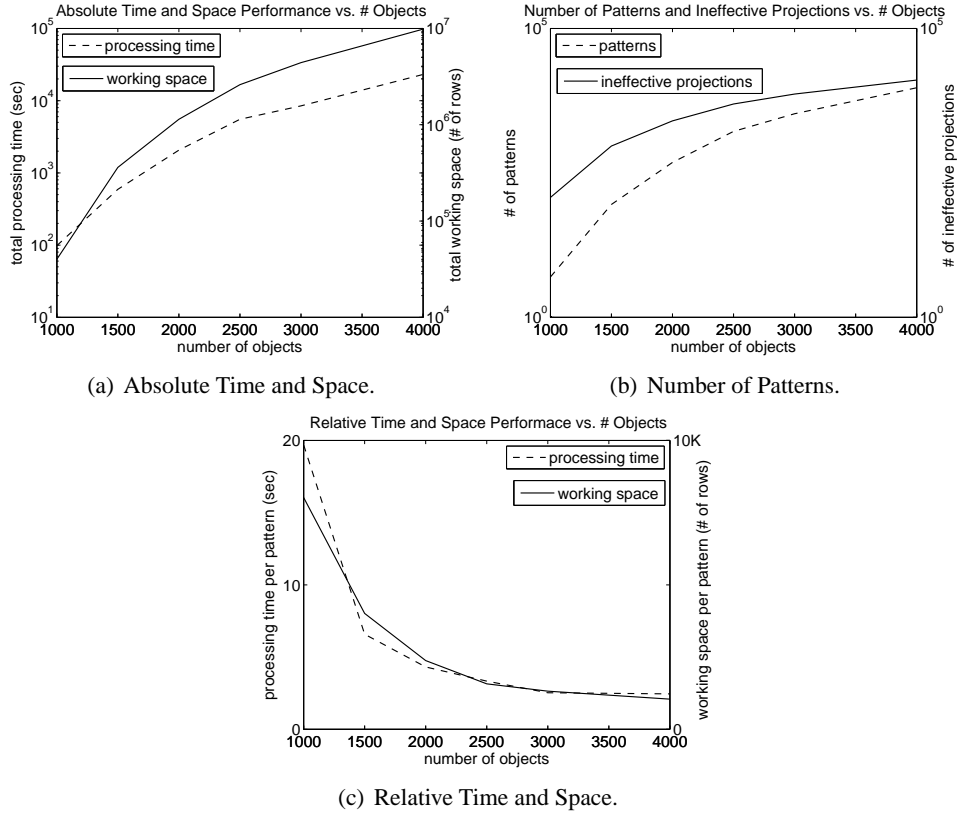 Absolute Time and Space Performance vs. # Objects
processing time
working space
10^5
10^4
10^3
10^2
10^1
total processing time (sec)
10^7
10^6
10^5
10^4
total working space (# of rows)
1000 1500 2000 2500 3000 3500 4000
number of objects
(a) Absolute Time and Space.
Number of Patterns and Ineffective Projections vs. # Objects
patterns
ineffective projections
10^5
10^0
# of patterns
10^5
10^0
# of ineffective projections
1000 1500 2000 2500 3000 3500 4000
number of objects
(b) Number of Patterns.
Relative Time and Space Performace vs. # Objects
processing time
working space
20
10
0
processing time per pattern (sec)
10K
0
working space per pattern (# of rows)
1000 1500 2000 2500 3000 3500 4000
number of objects
(c) Relative Time and Space.